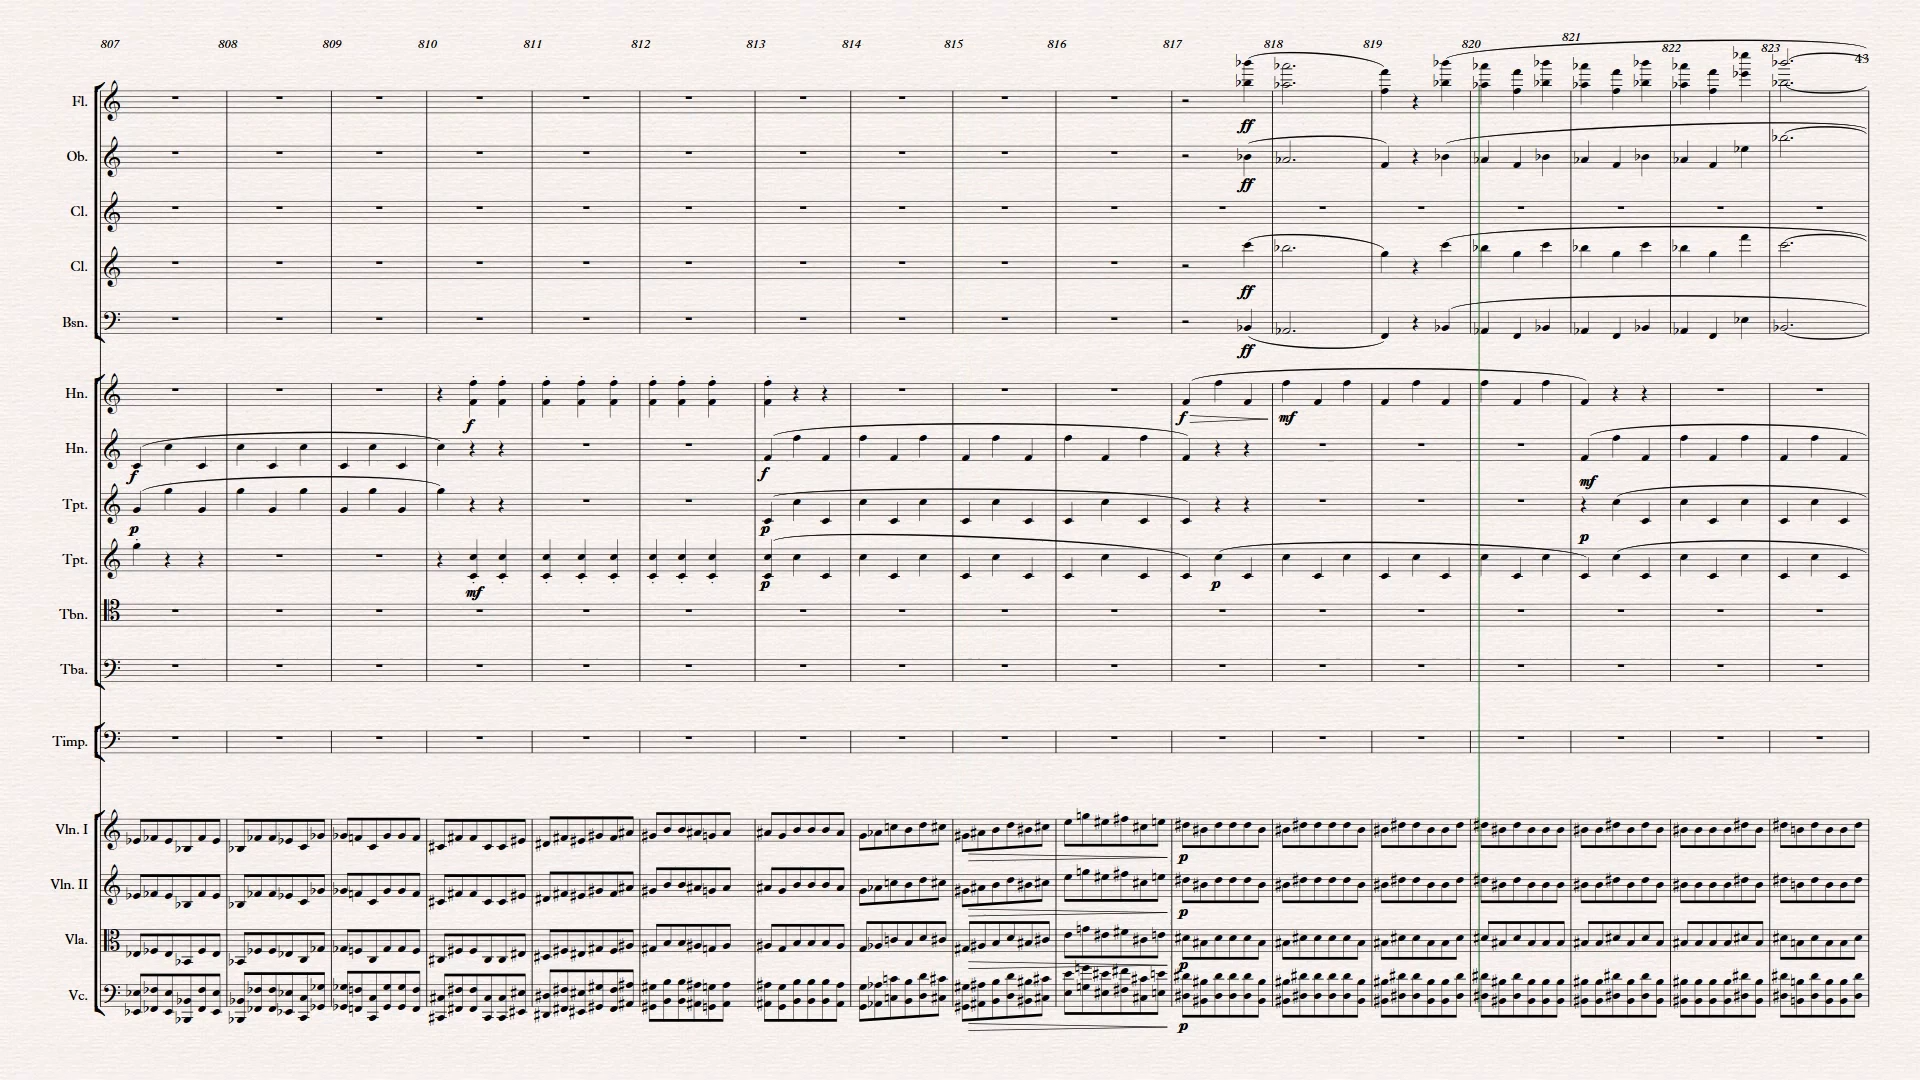 807 808 809 810 811 812 813 814 815 816 817 818 819 820 821 822 823
43
Fl.
ff
Ob.
ff
Cl.
Cl.
ff
Bsn.
ff
Hn.
f f mf
Hn.
f f mf
Tpt.
p p p
Tpt.
mf p p
Tbn.
Tba.
Timp.
Vln. I
p
Vln. II
p
Vla.
p
Vc.
p